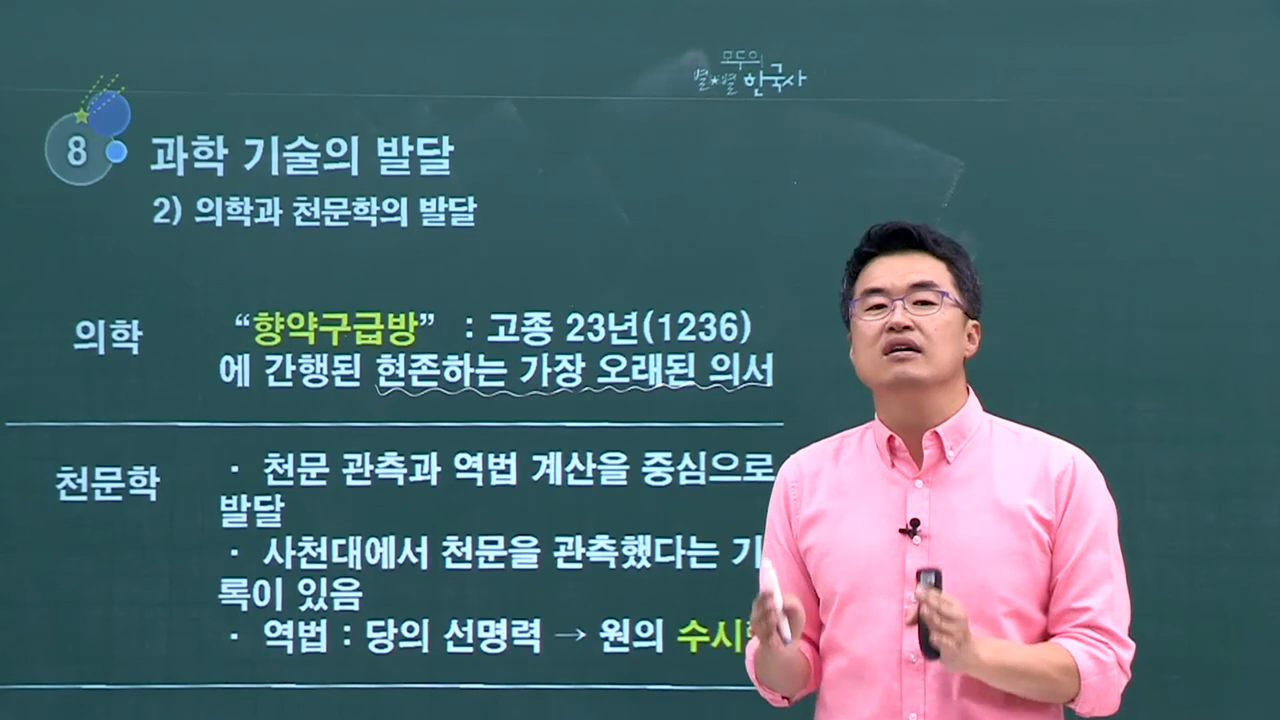 모두의
별★별 한국사
8 과학 기술의 발달
2) 의학과 천문학의 발달
의학 “향약구급방” : 고종 23년(1236)
에 간행된 현존하는 가장 오래된 의서
천문학 · 천문 관측과 역법 계산을 중심으로
발달
· 사천대에서 천문을 관측했다는 기
록이 있음
· 역법 : 당의 선명력 → 원의 수시